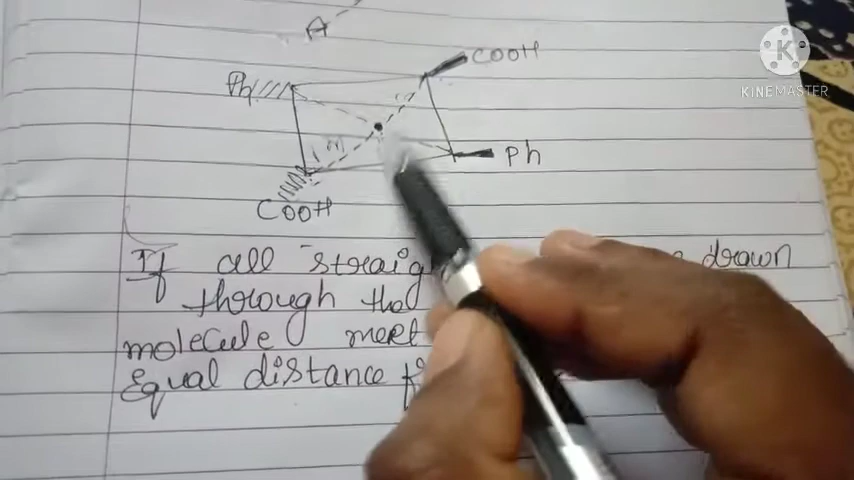 A
COOH
Ph
Ph
COOH
If all straig drawn
through the
molecule meet
Equal distance
KINEMASTER